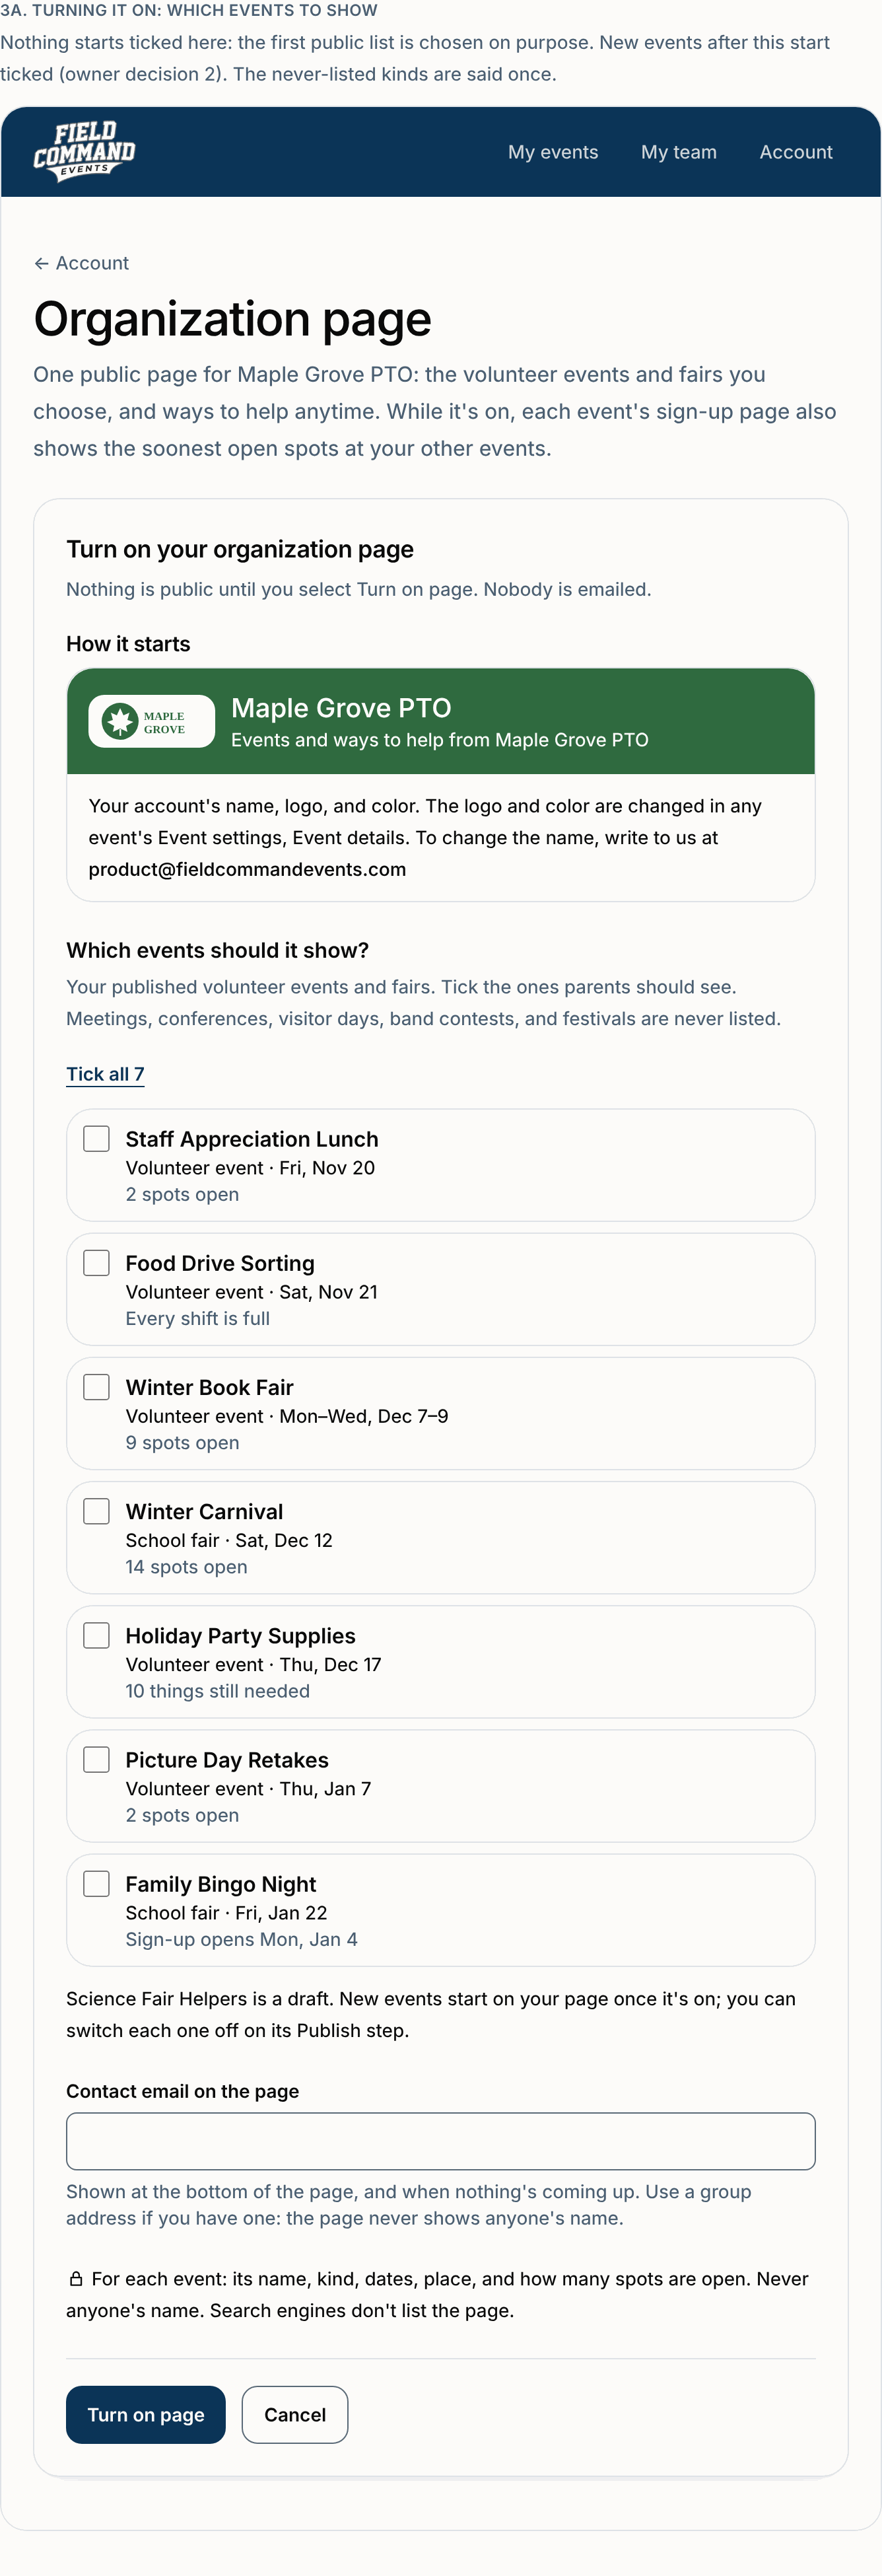 3A. TURNING IT ON: WHICH EVENTS TO SHOW
Nothing starts ticked here: the first public list is chosen on purpose. New events after this start
ticked (owner decision 2). The never-listed kinds are said once.
FIELD
COMMAND
EVENTS
My events
My team
Account
← Account
Organization page
One public page for Maple Grove PTO: the volunteer events and fairs you
choose, and ways to help anytime. While it's on, each event's sign-up page also
shows the soonest open spots at your other events.
Turn on your organization page
Nothing is public until you select Turn on page. Nobody is emailed.
How it starts
MAPLE
GROVE
Maple Grove PTO
Events and ways to help from Maple Grove PTO
Your account's name, logo, and color. The logo and color are changed in any
event's Event settings, Event details. To change the name, write to us at
product@fieldcommandevents.com
Which events should it show?
Your published volunteer events and fairs. Tick the ones parents should see.
Meetings, conferences, visitor days, band contests, and festivals are never listed.
Tick all 7
Staff Appreciation Lunch
Volunteer event · Fri, Nov 20
2 spots open
Food Drive Sorting
Volunteer event · Sat, Nov 21
Every shift is full
Winter Book Fair
Volunteer event · Mon–Wed, Dec 7–9
9 spots open
Winter Carnival
School fair · Sat, Dec 12
14 spots open
Holiday Party Supplies
Volunteer event · Thu, Dec 17
10 things still needed
Picture Day Retakes
Volunteer event · Thu, Jan 7
2 spots open
Family Bingo Night
School fair · Fri, Jan 22
Sign-up opens Mon, Jan 4
Science Fair Helpers is a draft. New events start on your page once it's on; you can
switch each one off on its Publish step.
Contact email on the page
Shown at the bottom of the page, and when nothing's coming up. Use a group
address if you have one: the page never shows anyone's name.
For each event: its name, kind, dates, place, and how many spots are open. Never
anyone's name. Search engines don't list the page.
Turn on page
Cancel